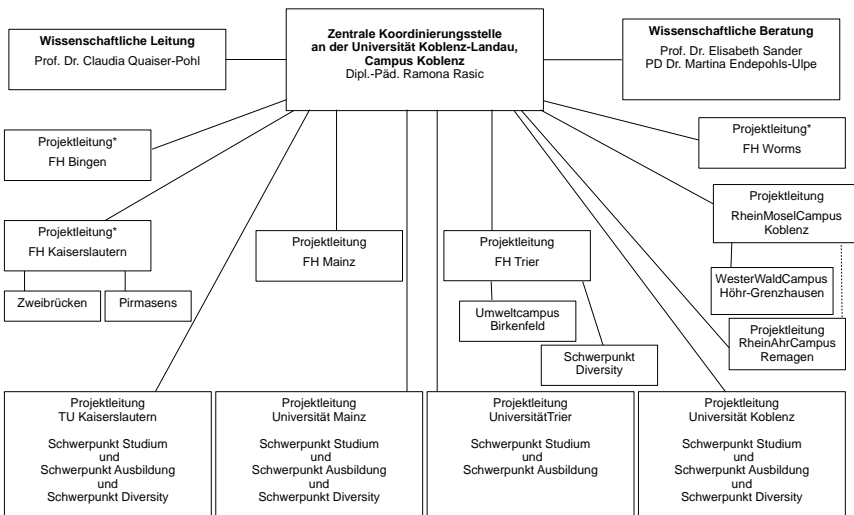 Wissenschaftliche Leitung
Prof. Dr. Claudia Quaiser-Pohl
Zentrale Koordinierungsstelle
an der Universität Koblenz-Landau,
Campus Koblenz
Dipl.-Päd. Ramona Rasic
Wissenschaftliche Beratung
Prof. Dr. Elisabeth Sander
PD Dr. Martina Endepohls-Ulpe
Projektleitung*
FH Bingen
Projektleitung*
FH Worms
Projektleitung*
FH Kaiserslautern
Zweibrücken
Pirmasens
Projektleitung
FH Mainz
Projektleitung
FH Trier
Umweltcampus
Birkenfeld
Schwerpunkt
Diversity
Projektleitung
RheinMoselCampus
Koblenz
WesterWaldCampus
Höhr-Grenzhausen
Projektleitung
RheinAhrCampus
Remagen
Projektleitung
TU Kaiserslautern
Schwerpunkt Studium
und
Schwerpunkt Ausbildung
und
Schwerpunkt Diversity
Projektleitung
Universität Mainz
Schwerpunkt Studium
und
Schwerpunkt Ausbildung
und
Schwerpunkt Diversity
Projektleitung
UniversitätTrier
Schwerpunkt Studium
und
Schwerpunkt Ausbildung
Projektleitung
Universität Koblenz
Schwerpunkt Studium
und
Schwerpunkt Ausbildung
und
Schwerpunkt Diversity